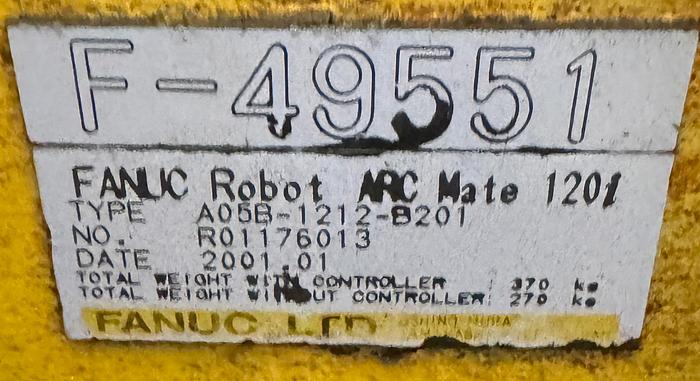 F-49551
FANUC Robot ARC Mate 120i
TYPE A05B-1212-B201
NO. R01176013
DATE 2001.01
TOTAL WEIGHT WITH CONTROLLER : 370 kg
TOTAL WEIGHT WITHOUT CONTROLLER: 270 kg
FANUC LTD